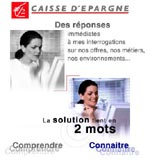 CAISSE D'EPARGNE
Des réponses
immédiates
à mes interrogations
sur nos offres, nos métiers,
nos environnements...
La solution tient en
2 mots
Comprendre Connaître